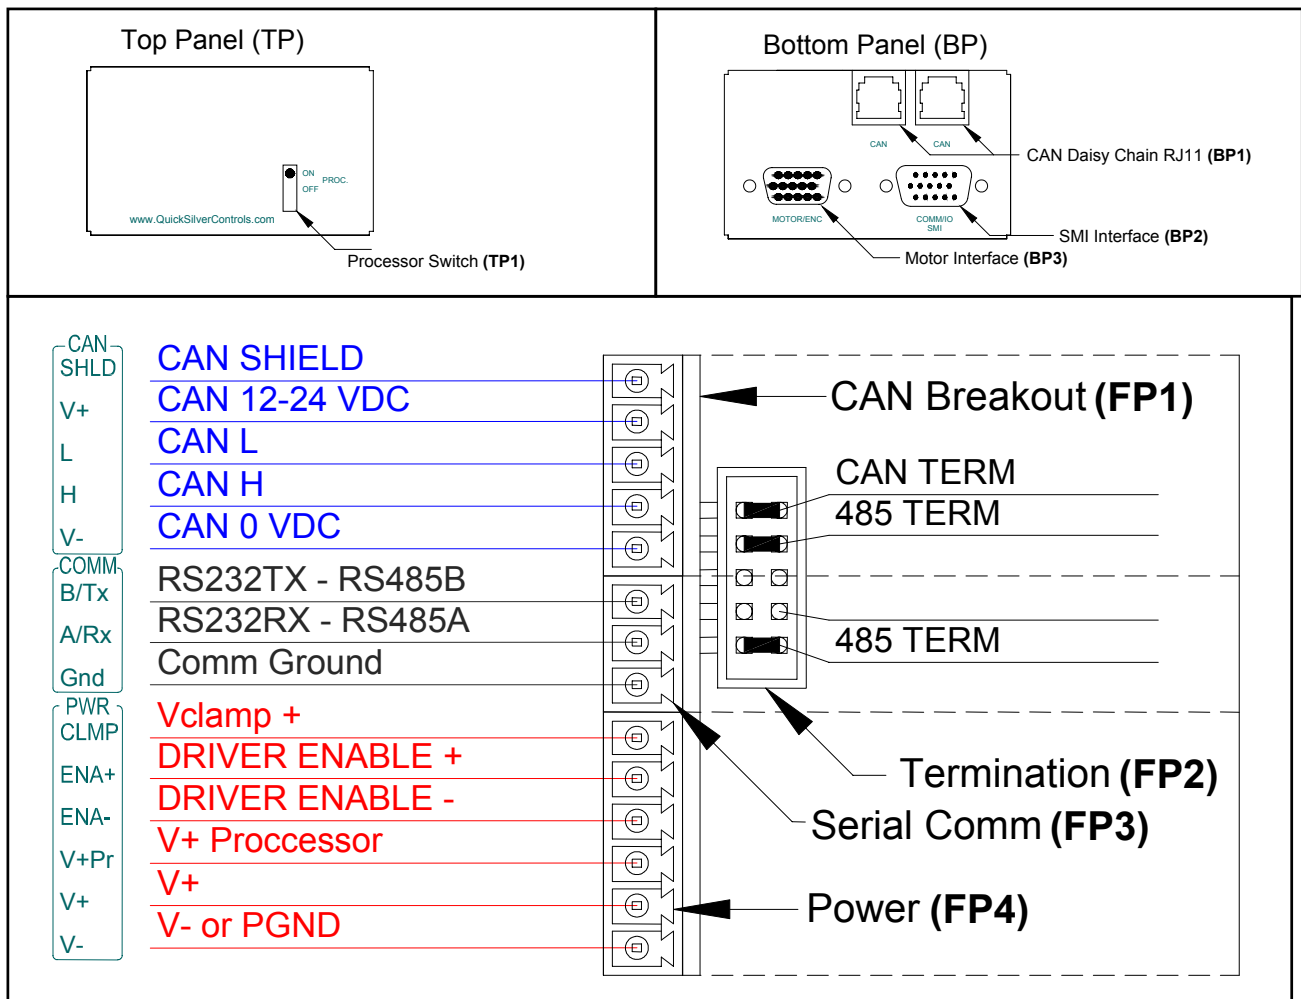 Top Panel (TP)
ON
OFF
PROC.
www.QuickSilverControls.com
Processor Switch (TP1)
Bottom Panel (BP)
CAN
CAN
CAN Daisy Chain RJ11 (BP1)
MOTOR/ENC
COMM/IO
SMI
SMI Interface (BP2)
Motor Interface (BP3)
CAN
SHLD
V+
L
H
V-
COMM
B/Tx
A/Rx
Gnd
PWR
CLMP
ENA+
ENA-
V+Pr
V+
V-
CAN SHIELD
CAN 12-24 VDC
CAN L
CAN H
CAN 0 VDC
RS232TX - RS485B
RS232RX - RS485A
Comm Ground
Vclamp +
DRIVER ENABLE +
DRIVER ENABLE -
V+ Proccessor
V+
V- or PGND
CAN Breakout (FP1)
CAN TERM
485 TERM
485 TERM
Termination (FP2)
Serial Comm (FP3)
Power (FP4)